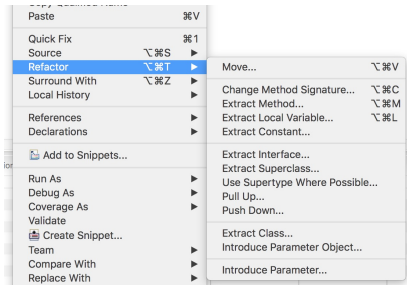 Copy Qualified Name
Paste ⌘V
Quick Fix ⌘1
Source ⌥⌘S ▶
Refactor ⌥⌘T ▶
Surround With ⌥⌘Z ▶
Local History ▶
References ▶
Declarations ▶
Add to Snippets...
Run As ▶
Debug As ▶
Coverage As ▶
Validate
Create Snippet...
Team ▶
Compare With ▶
Replace With ▶
Move... ⌥⌘V
Change Method Signature... ⌥⌘C
Extract Method... ⌥⌘M
Extract Local Variable... ⌥⌘L
Extract Constant...
Extract Interface...
Extract Superclass...
Use Supertype Where Possible...
Pull Up...
Push Down...
Extract Class...
Introduce Parameter Object...
Introduce Parameter...